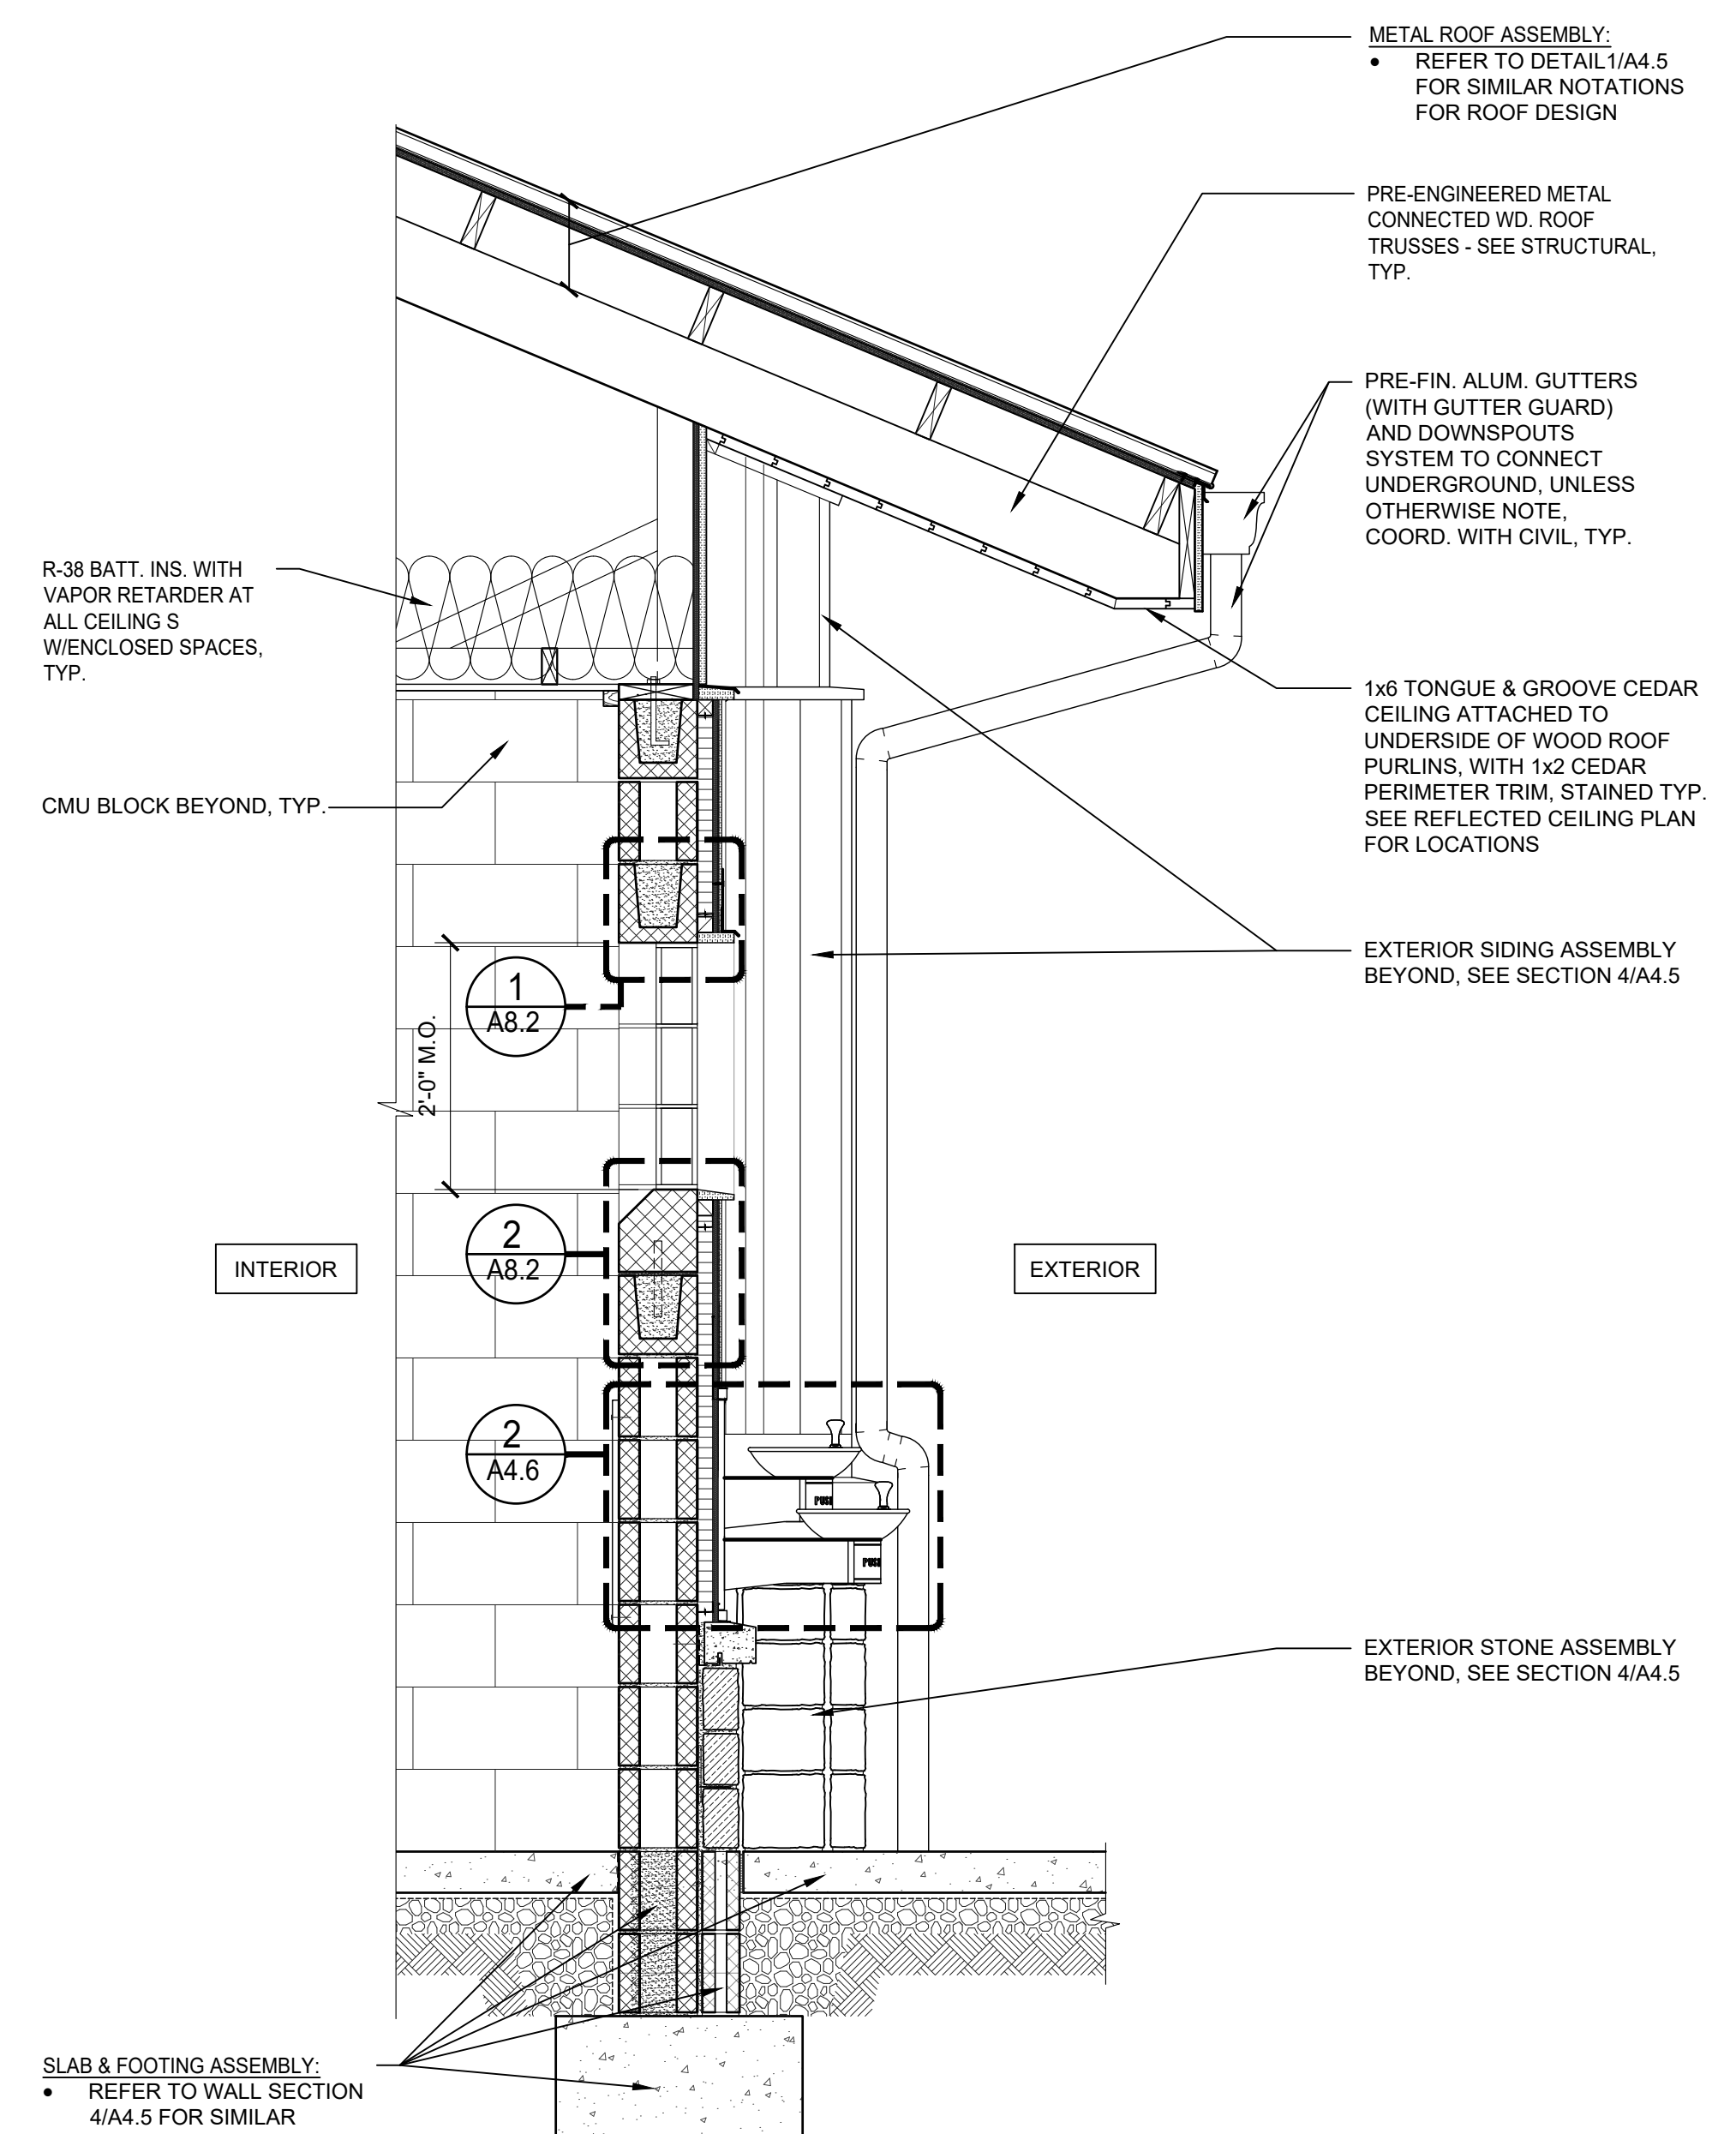 METAL ROOF ASSEMBLY:
• REFER TO DETAIL1/A4.5
FOR SIMILAR NOTATIONS
FOR ROOF DESIGN
PRE-ENGINEERED METAL
CONNECTED WD. ROOF
TRUSSES - SEE STRUCTURAL,
TYP.
PRE-FIN. ALUM. GUTTERS
(WITH GUTTER GUARD)
AND DOWNSPOUTS
SYSTEM TO CONNECT
UNDERGROUND, UNLESS
OTHERWISE NOTE,
COORD. WITH CIVIL, TYP.
R-38 BATT. INS. WITH
VAPOR RETARDER AT
ALL CEILING S
W/ENCLOSED SPACES,
TYP.
1x6 TONGUE & GROOVE CEDAR
CEILING ATTACHED TO
UNDERSIDE OF WOOD ROOF
PURLINS, WITH 1x2 CEDAR
PERIMETER TRIM, STAINED TYP.
SEE REFLECTED CEILING PLAN
FOR LOCATIONS
CMU BLOCK BEYOND, TYP.
EXTERIOR SIDING ASSEMBLY
BEYOND, SEE SECTION 4/A4.5
1
A8.2
2'-0" M.O.
2
A8.2
INTERIOR
EXTERIOR
2
A4.6
PUSH
PUSH
EXTERIOR STONE ASSEMBLY
BEYOND, SEE SECTION 4/A4.5
SLAB & FOOTING ASSEMBLY:
• REFER TO WALL SECTION
4/A4.5 FOR SIMILAR